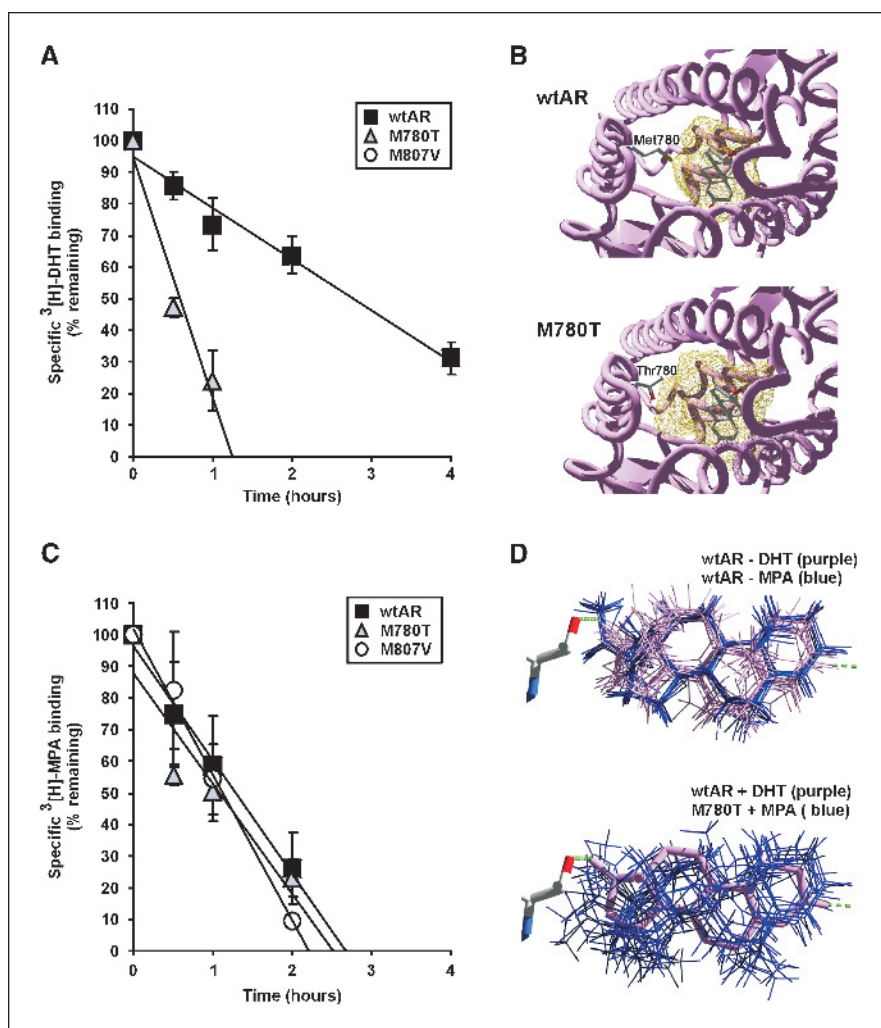 A
110
100
90
80
70
60
50
40
30
20
10
0
Specific ³[H]-DHT binding
(% remaining)
0
1
2
3
4
Time (hours)
wtAR
M780T
M807V
B
wtAR
Met780
M780T
Thr780
C
110
100
90
80
70
60
50
40
30
20
10
0
Specific ³[H]-MPA binding
(% remaining)
0
1
2
3
4
Time (hours)
wtAR
M780T
M807V
D
wtAR - DHT (purple)
wtAR - MPA (blue)
wtAR + DHT (purple)
M780T + MPA ( blue)